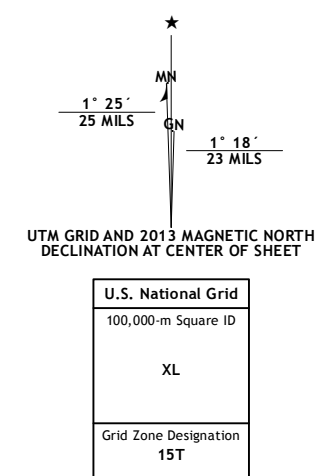 ★
MN
1° 25´
25 MILS
GN
1° 18´
23 MILS
UTM GRID AND 2013 MAGNETIC NORTH
DECLINATION AT CENTER OF SHEET
U.S. National Grid
100,000-m Square ID
XL
Grid Zone Designation
15T